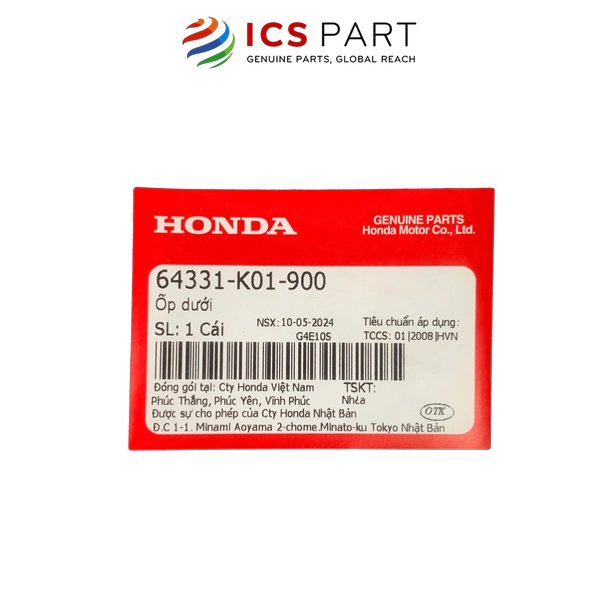 ICS PART
GENUINE PARTS, GLOBAL REACH
HONDA
GENUINE PARTS
Honda Motor Co., Ltd.
64331-K01-900
Ốp dưới
SL: 1 Cái
NSX: 10-05-2024
G4E10S
Tiêu chuẩn áp dụng:
TCCS: 01|2008|HVN
Đóng gói tại: Cty Honda Việt Nam
Phúc Thắng, Phúc Yên, Vĩnh Phúc
TSKT:
Nhựa
Được sự cho phép của Cty Honda Nhật Bản
OTK
Đ.C 1-1. Minami Aoyama 2-chome.Minato-ku Tokyo Nhật Bản